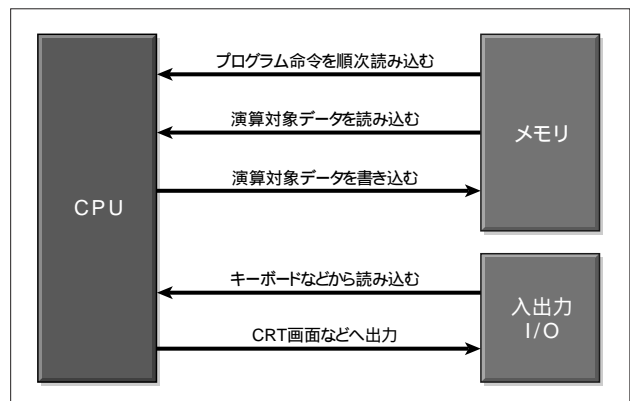 プログラム命令を順次読み込む
演算対象データを読み込む
メモリ
演算対象データを書き込む
CPU
キーボードなどから読み込む
入出力
I/O
CRT画面などへ出力